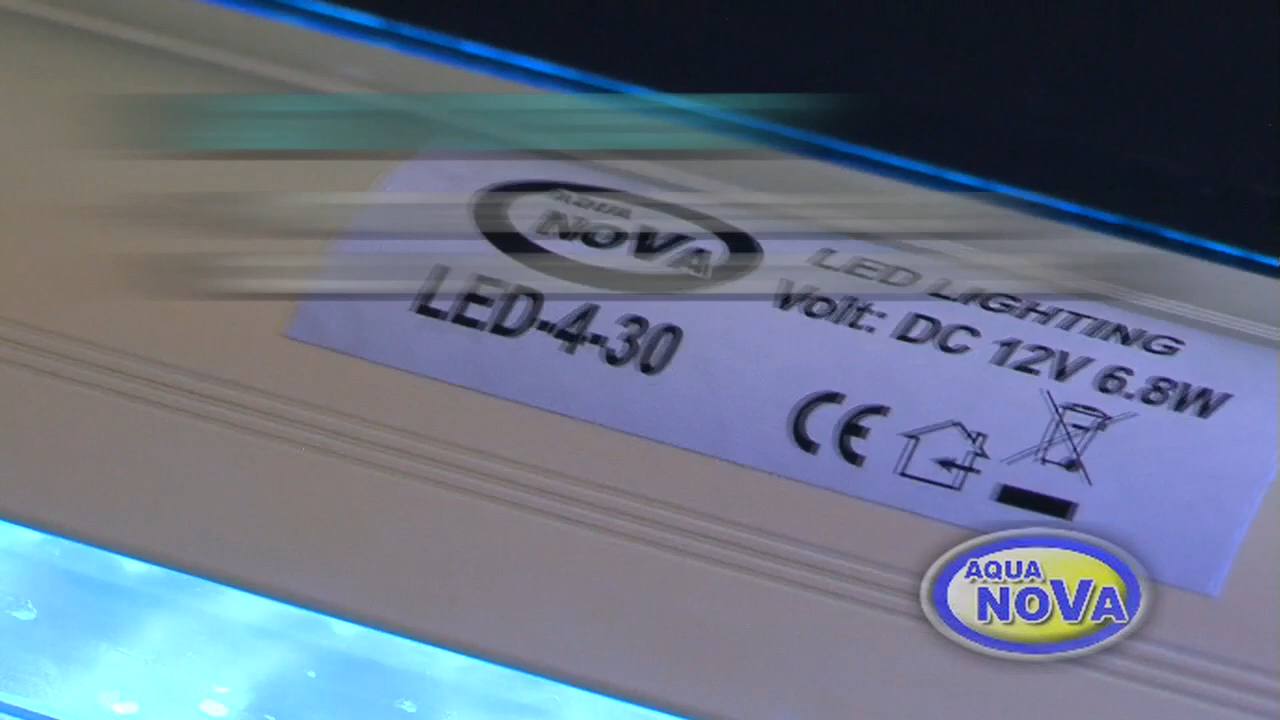 AQUA
NOVA
LED LIGHTING
LED-4-30
Volt: DC 12V 6.8W
CE
AQUA
NOVA